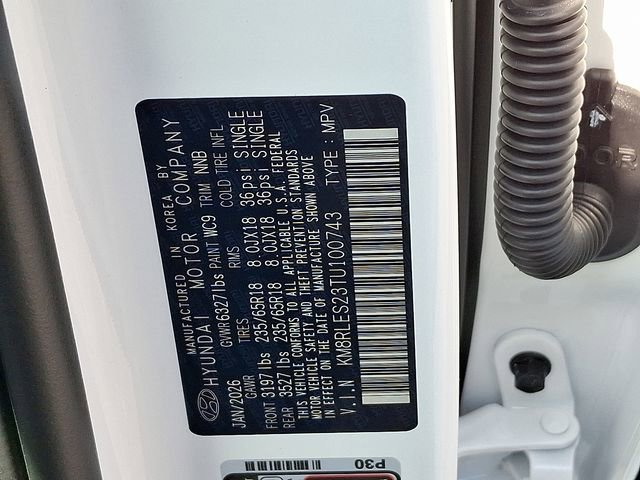 MANUFACTURED IN KOREA BY
HYUNDAI MOTOR COMPANY
JAN/2026 GVWR 6327 lbs PAINT WC9 TRIM NNB
GAWR TIRES RIMS COLD TIRE INFL
FRONT 3197 lbs 235/65R18 8.0JX18 36psi SINGLE
REAR 3527 lbs 235/65R18 8.0JX18 36psi SINGLE
THIS VEHICLE CONFORMS TO ALL APPLICABLE U.S.A. FEDERAL
MOTOR VEHICLE SAFETY AND THEFT PREVENTION STANDARDS
IN EFFECT ON THE DATE OF MANUFACTURE SHOWN ABOVE
V.I.N KM8RLES23TU100743 TYPE : MPV
P30